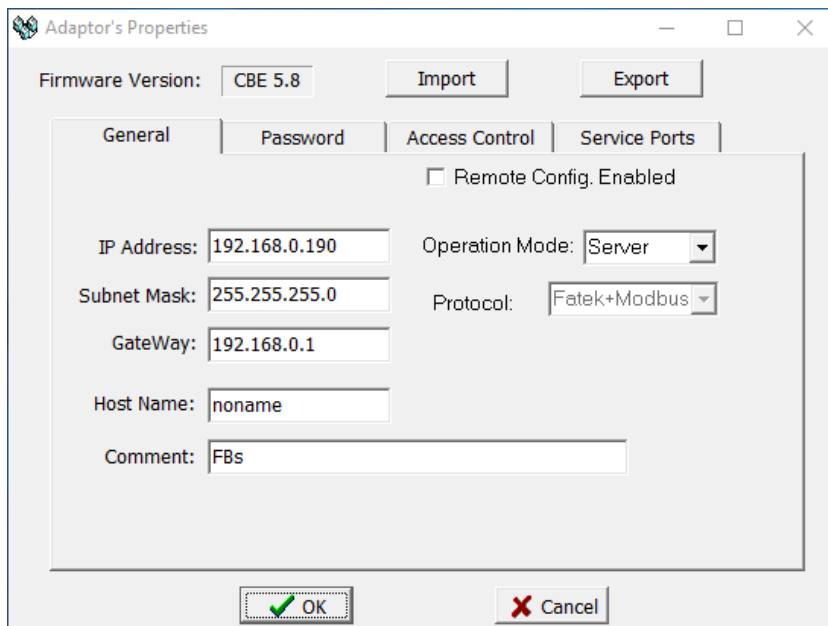 Adaptor's Properties
Firmware Version: CBE 5.8 Import Export
General Password Access Control Service Ports
Remote Config. Enabled
IP Address: 192.168.0.190 Operation Mode: Server
Subnet Mask: 255.255.255.0 Protocol: Fatek+Modbus
GateWay: 192.168.0.1
Host Name: noname
Comment: FBs
OK Cancel